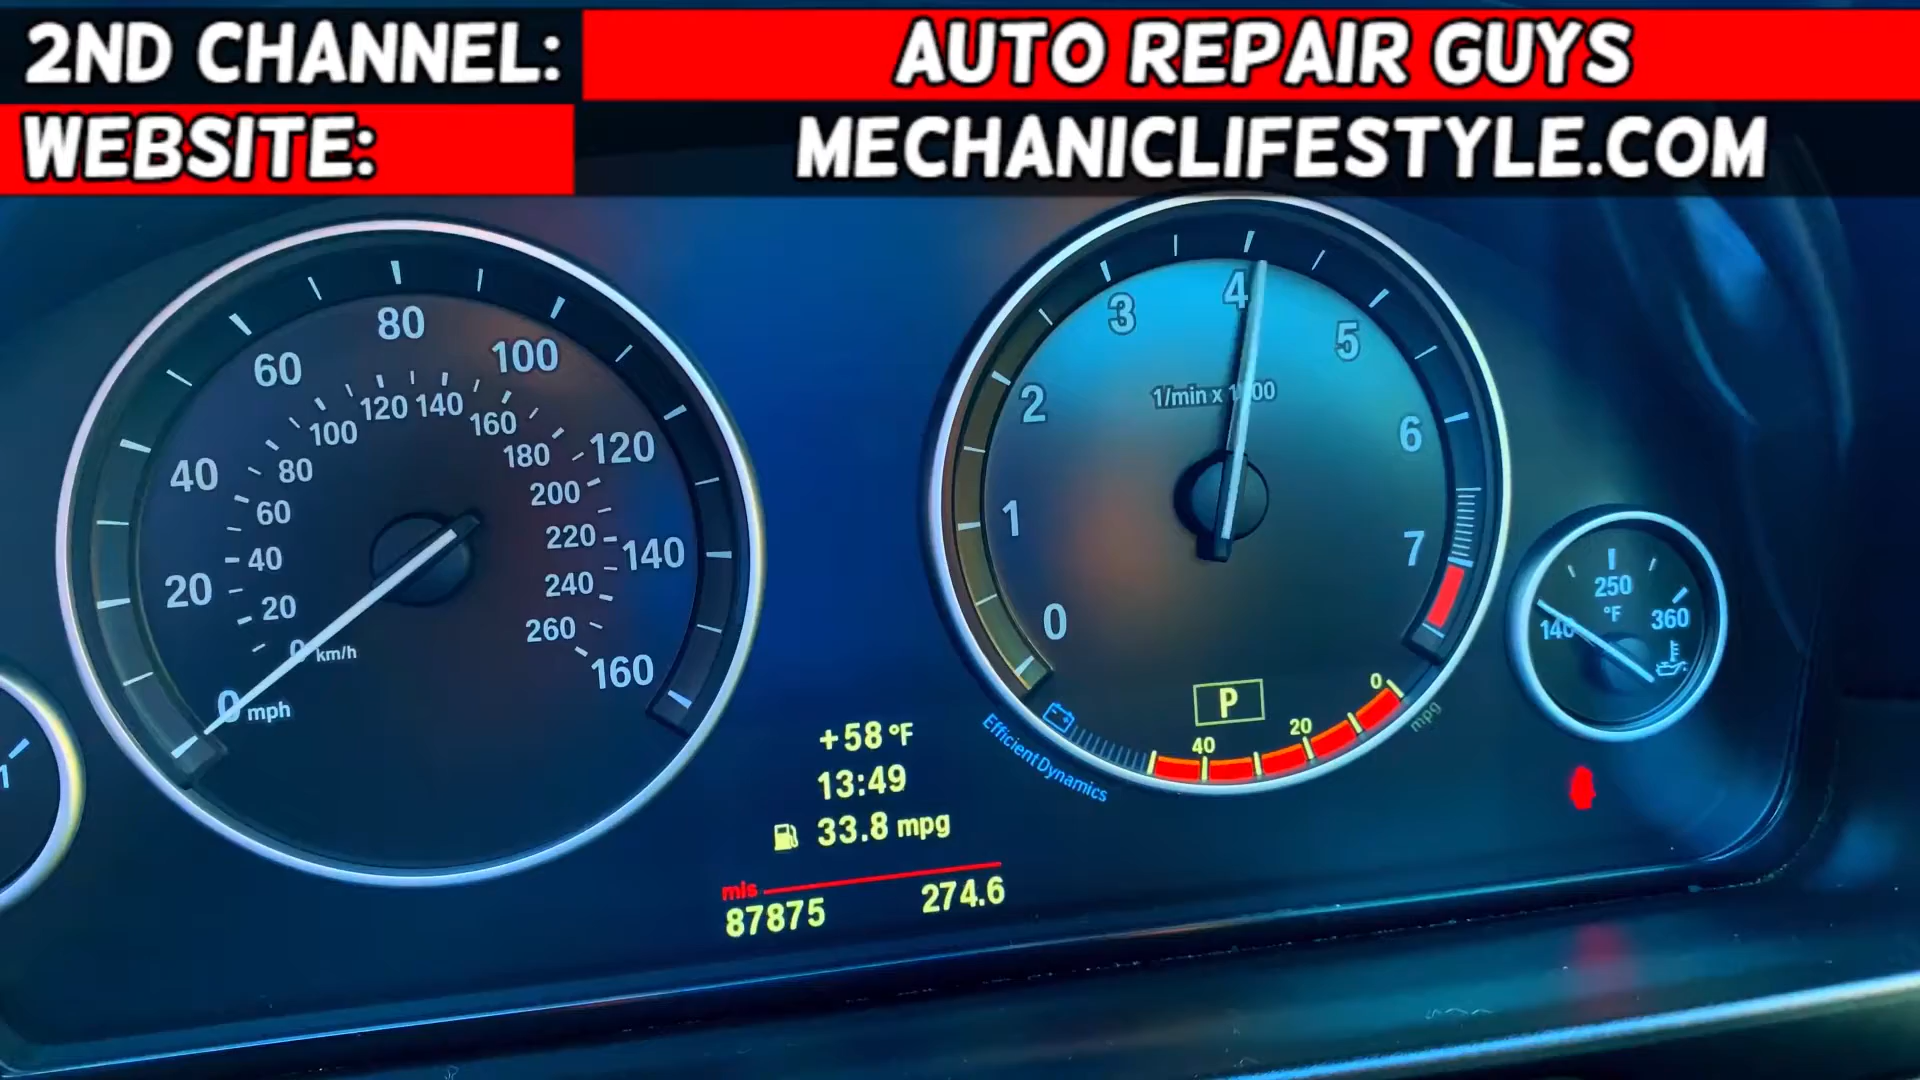 2ND CHANNEL: AUTO REPAIR GUYS
WEBSITE: MECHANICLIFESTYLE.COM
0 20 40 60 80 100 120 140 160
mph
0 20 40 60 80 100 120 140 160 180 200 220 240 260
km/h
0 1 2 3 4 5 6 7
1/min x 1000
P
40 20 0
mpg
EfficientDynamics
140 250 360
°F
+58 °F
13:49
33.8 mpg
mls
87875 274.6
1